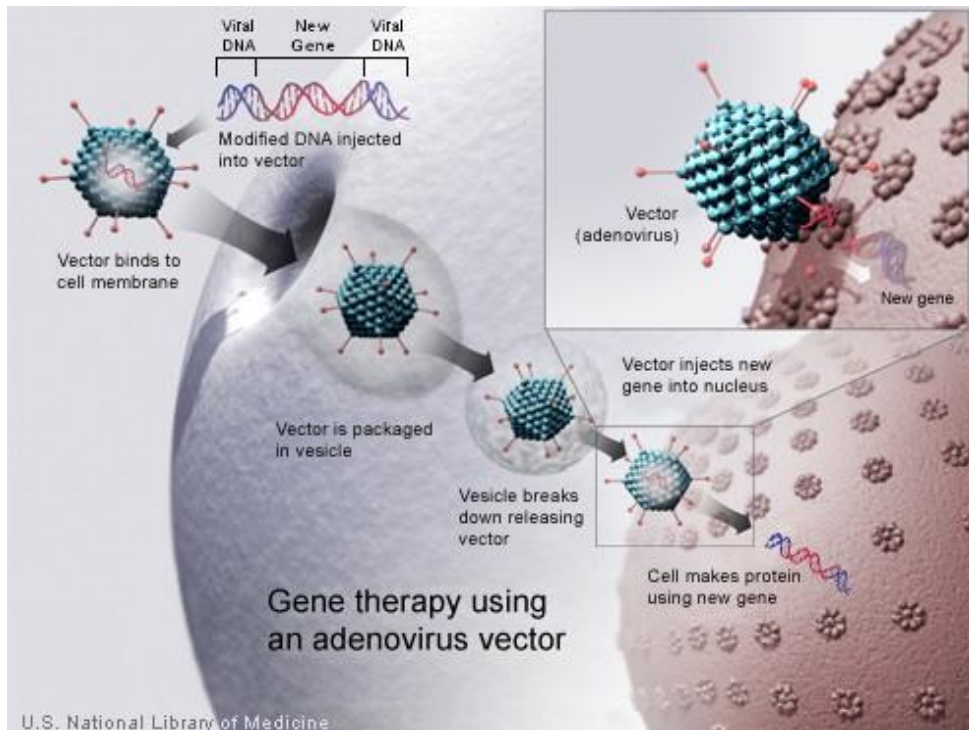 Viral
DNA
New
Gene
Viral
DNA
Modified DNA injected
into vector
Vector binds to
cell membrane
Vector is packaged
in vesicle
Vesicle breaks
down releasing
vector
Vector injects new
gene into nucleus
Cell makes protein
using new gene
Vector
(adenovirus)
New gene
Gene therapy using
an adenovirus vector
U.S. National Library of Medicine